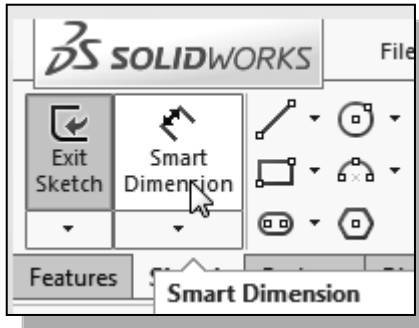 SOLIDWORKS
File
Exit
Sketch
Smart
Dimension
Features
Smart Dimension